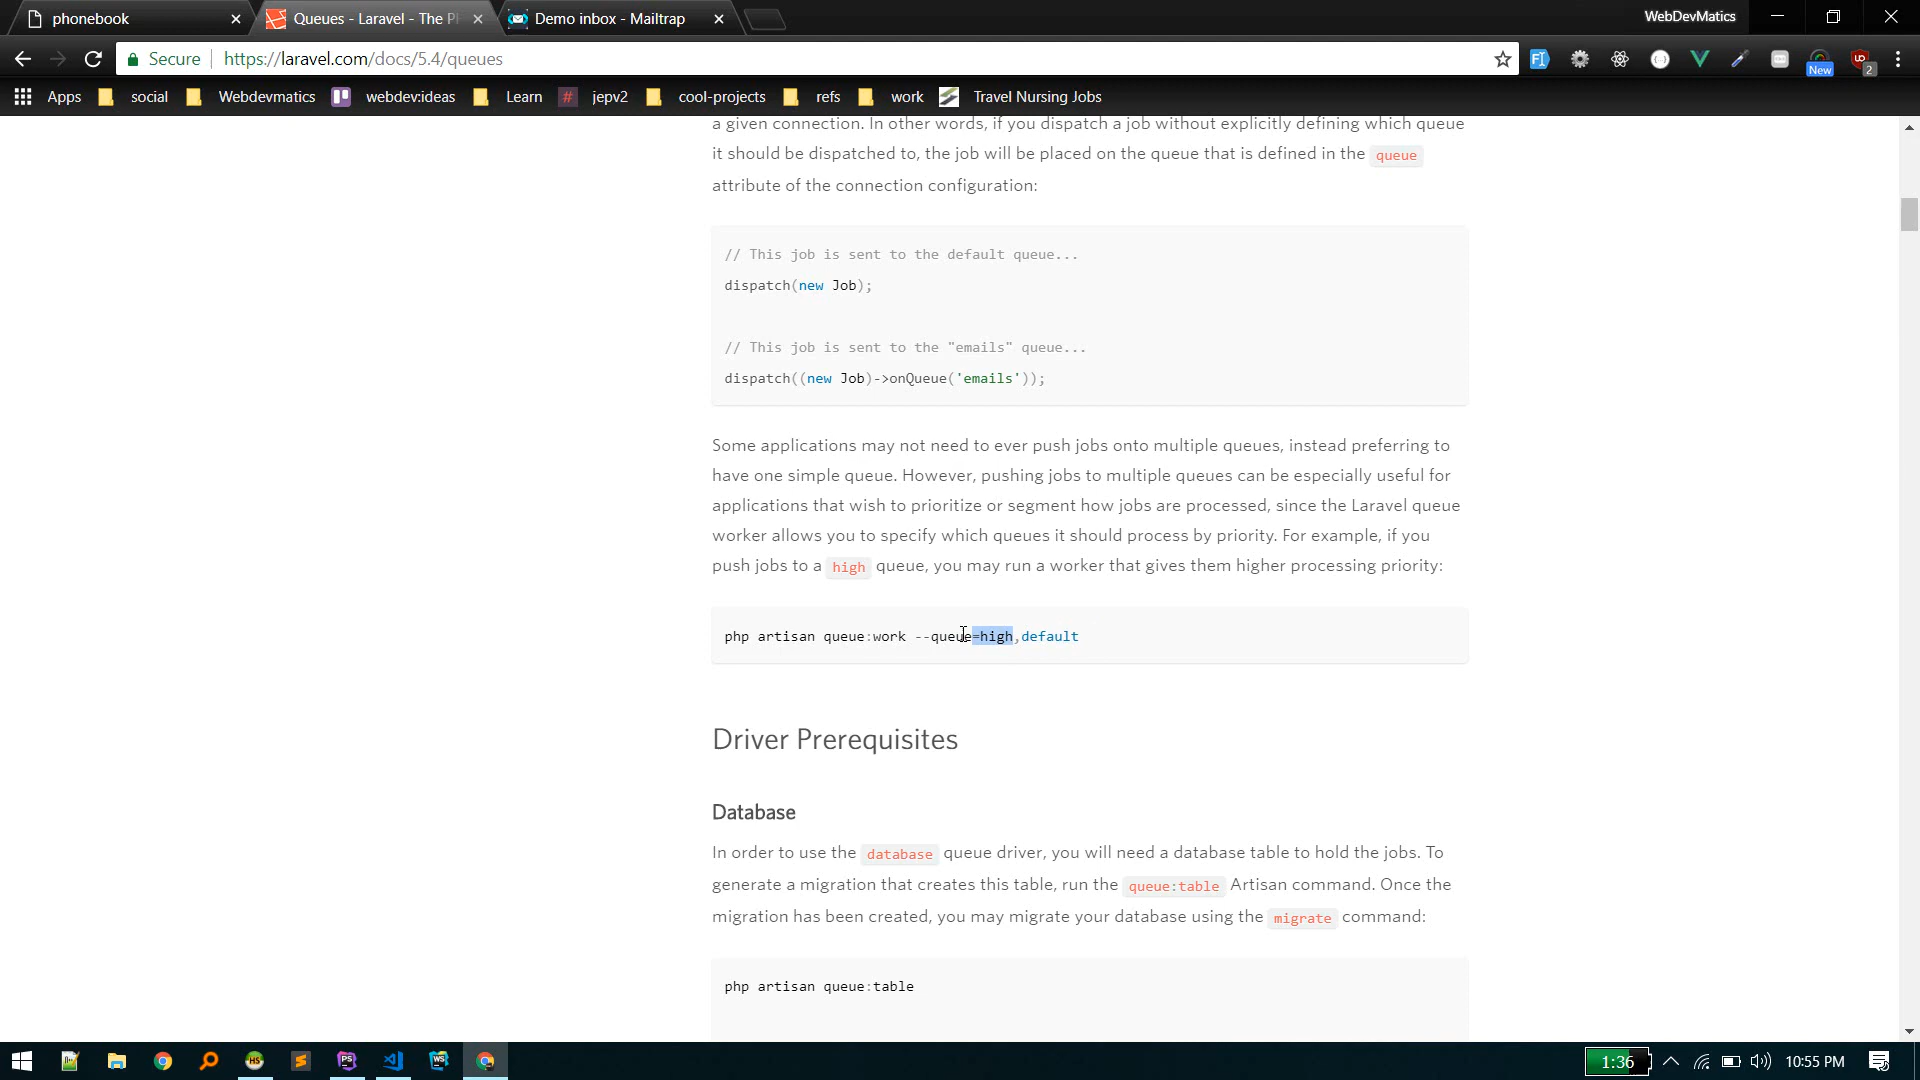 phonebook
Queues - Laravel - The P
Demo inbox - Mailtrap
WebDevMatics
Secure
https://laravel.com/docs/5.4/queues
New
2
Apps
social
Webdevmatics
webdev:ideas
Learn
#
jepv2
cool-projects
refs
work
Travel Nursing Jobs
a given connection. In other words, if you dispatch a job without explicitly defining which queue
it should be dispatched to, the job will be placed on the queue that is defined in the queue
attribute of the connection configuration:
// This job is sent to the default queue...
dispatch(new Job);
// This job is sent to the "emails" queue...
dispatch((new Job)->onQueue('emails'));
Some applications may not need to ever push jobs onto multiple queues, instead preferring to
have one simple queue. However, pushing jobs to multiple queues can be especially useful for
applications that wish to prioritize or segment how jobs are processed, since the Laravel queue
worker allows you to specify which queues it should process by priority. For example, if you
push jobs to a high queue, you may run a worker that gives them higher processing priority:
php artisan queue:work --queue=high,default
Driver Prerequisites
Database
In order to use the database queue driver, you will need a database table to hold the jobs. To
generate a migration that creates this table, run the queue:table Artisan command. Once the
migration has been created, you may migrate your database using the migrate command:
php artisan queue:table
HS
PS
WS
1:36
10:55 PM